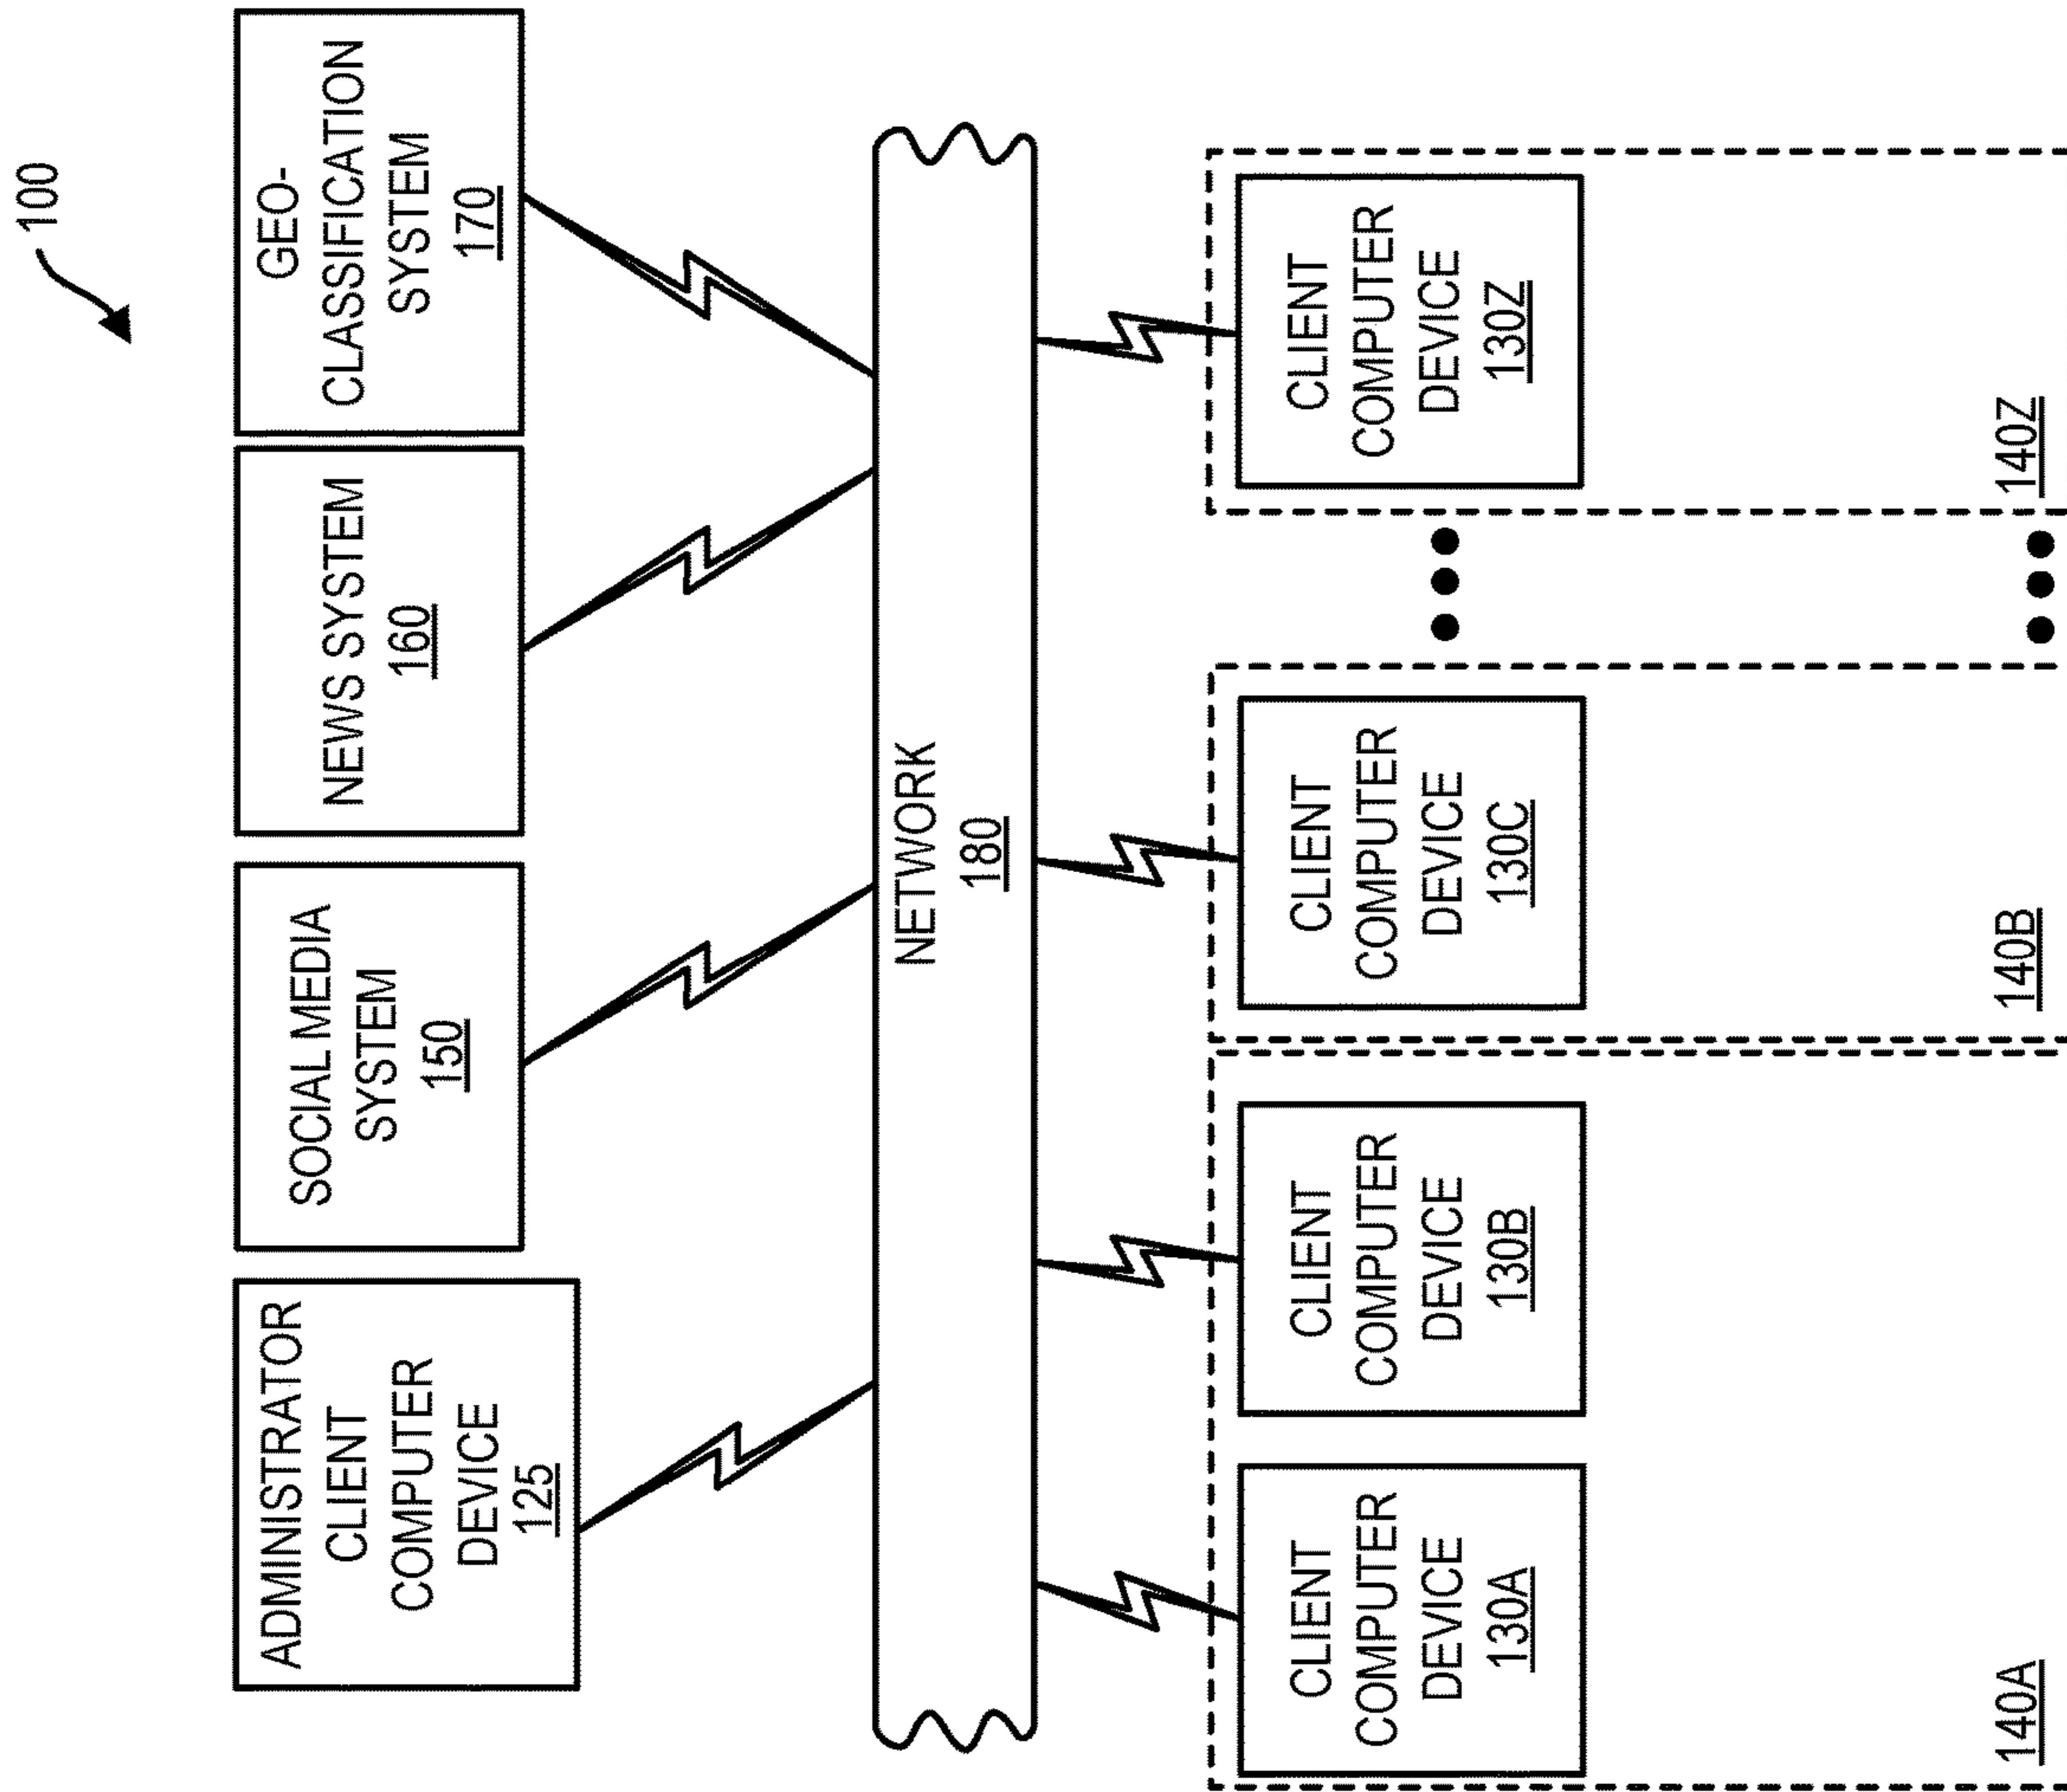 100
ADMINISTRATOR
CLIENT
COMPUTER
DEVICE
125
SOCIAL MEDIA
SYSTEM
150
NEWS SYSTEM
160
GEO-
CLASSIFICATION
SYSTEM
170
NETWORK
180
CLIENT
COMPUTER
DEVICE
130A
CLIENT
COMPUTER
DEVICE
130B
CLIENT
COMPUTER
DEVICE
130C
CLIENT
COMPUTER
DEVICE
130Z
140A
140B
140Z